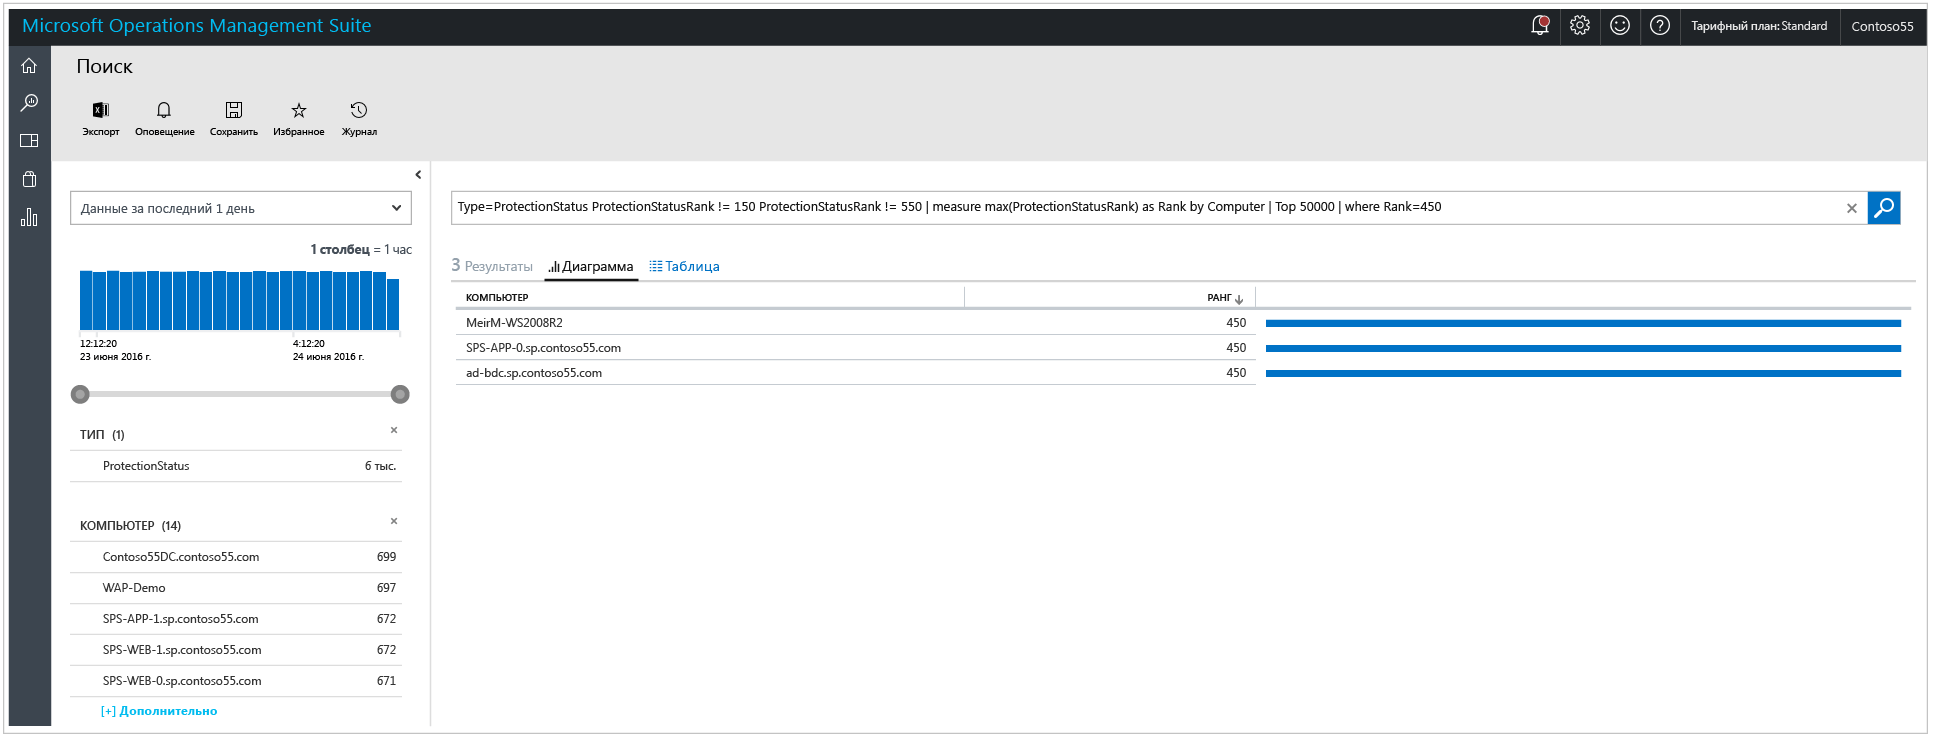 Microsoft Operations Management Suite
Тарифный план: Standard
Contoso55
Поиск
Экспорт
Оповещение
Сохранить
Избранное
Журнал
Данные за последний 1 день
1 столбец = 1 час
12:12:20
23 июня 2016 г.
4:12:20
24 июня 2016 г.
ТИП (1)
ProtectionStatus 6 тыс.
КОМПЬЮТЕР (14)
Contoso55DC.contoso55.com 699
WAP-Demo 697
SPS-APP-1.sp.contoso55.com 672
SPS-WEB-1.sp.contoso55.com 672
SPS-WEB-0.sp.contoso55.com 671
[+] Дополнительно
Type=ProtectionStatus ProtectionStatusRank != 150 ProtectionStatusRank != 550 | measure max(ProtectionStatusRank) as Rank by Computer | Top 50000 | where Rank=450
3 Результаты
Диаграмма
Таблица
КОМПЬЮТЕР РАНГ
MeirM-WS2008R2 450
SPS-APP-0.sp.contoso55.com 450
ad-bdc.sp.contoso55.com 450